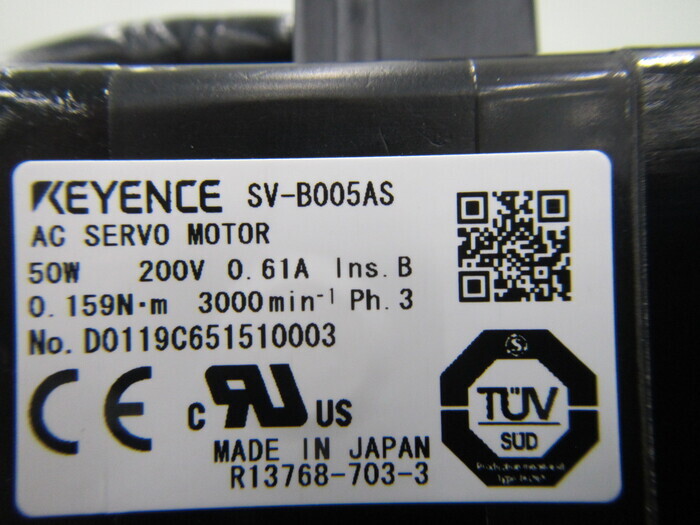 KEYENCE SV-B005AS
AC SERVO MOTOR
50W 200V 0.61A Ins.B
0.159N·m 3000min⁻¹ Ph.3
No. D0119C651510003
CE
c RU US
S
TÜV
SÜD
MADE IN JAPAN
R13768-703-3